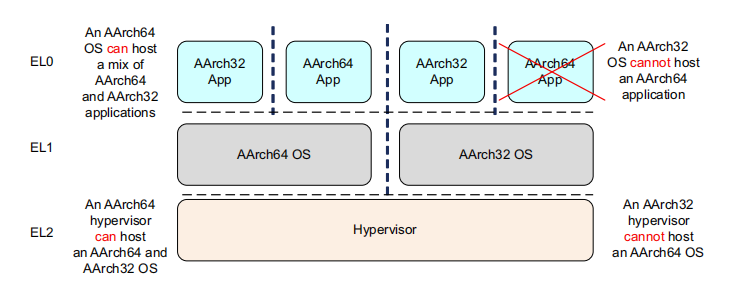 An AArch64
OS can host
a mix of
AArch64
and AArch32
applications
EL0
AArch32
App
AArch64
App
AArch32
App
AArch64
App
An AArch32
OS cannot host
an AArch64
application
EL1
AArch64 OS
AArch32 OS
An AArch64
hypervisor
can host
an AArch64 and
AArch32 OS
EL2
Hypervisor
An AArch32
hypervisor
cannot host
an AArch64 OS